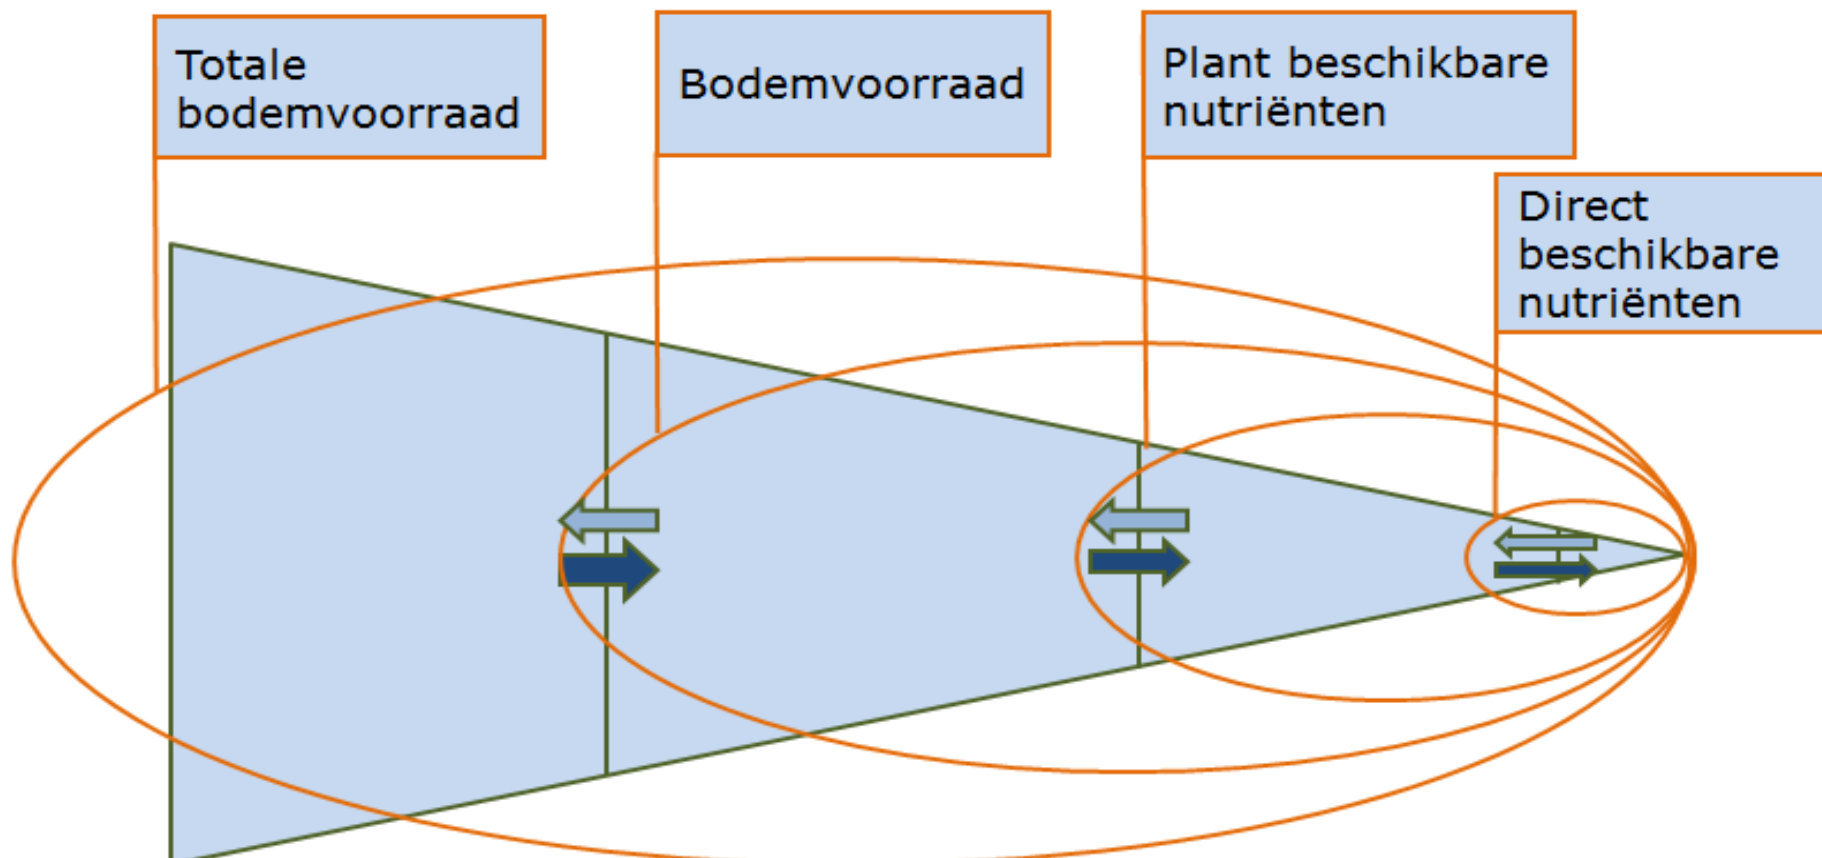 Totale
bodemvoorraad
Bodemvoorraad
Plant beschikbare
nutriënten
Direct
beschikbare
nutriënten